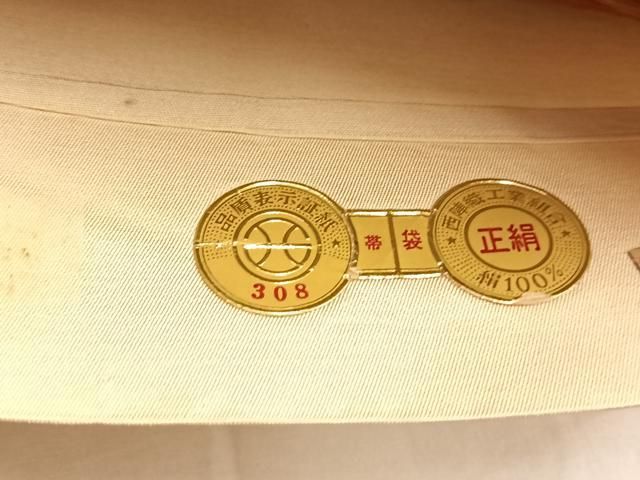 品質表示証紙
308
帯 袋
西陣織工業組合
正絹
絹100%